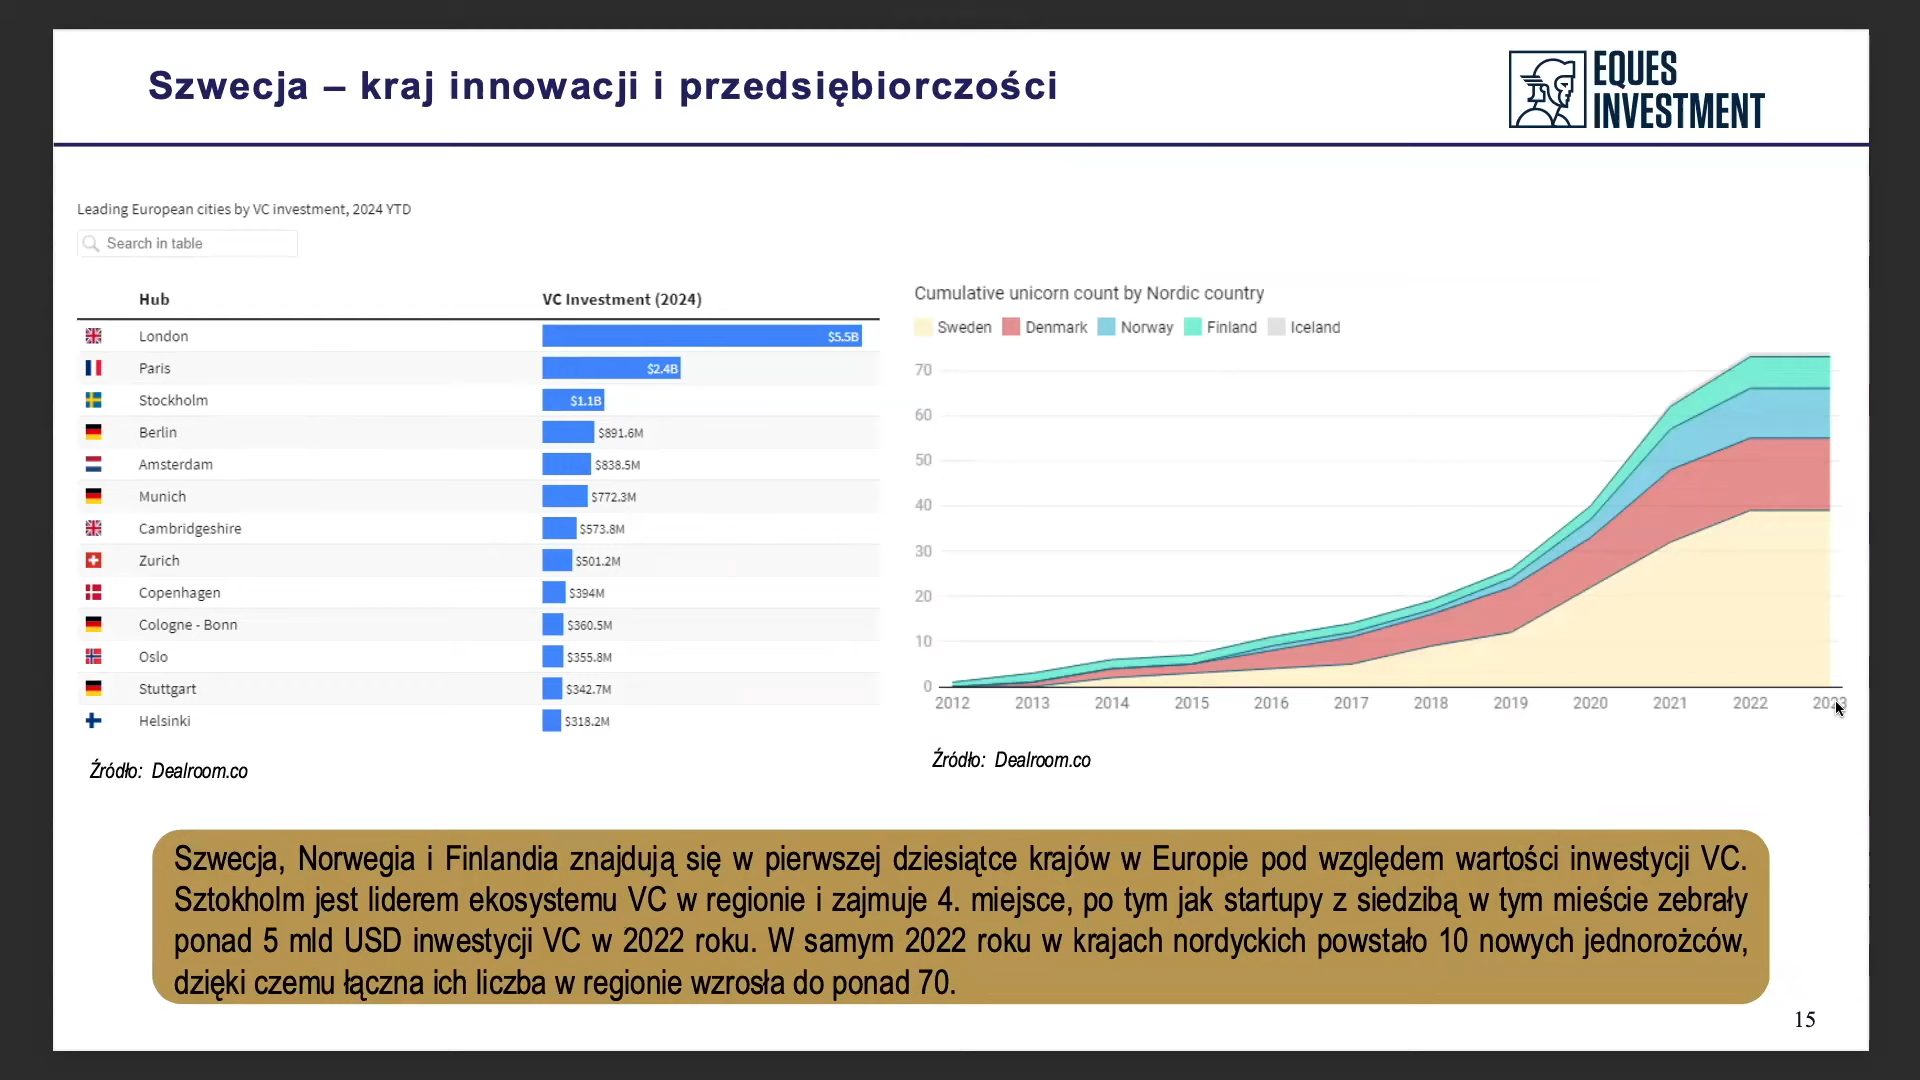 Szwecja – kraj innowacji i przedsiębiorczości
EQUES
INVESTMENT
Leading European cities by VC investment, 2024 YTD
Search in table
Hub VC Investment (2024)
London $5.5B
Paris $2.4B
Stockholm $1.1B
Berlin $891.6M
Amsterdam $838.5M
Munich $772.3M
Cambridgeshire $573.8M
Zurich $501.2M
Copenhagen $394M
Cologne - Bonn $360.5M
Oslo $355.8M
Stuttgart $342.7M
Helsinki $318.2M
Źródło: Dealroom.co
Cumulative unicorn count by Nordic country
Sweden Denmark Norway Finland Iceland
70
60
50
40
30
20
10
0
2012 2013 2014 2015 2016 2017 2018 2019 2020 2021 2022 2023
Źródło: Dealroom.co
Szwecja, Norwegia i Finlandia znajdują się w pierwszej dziesiątce krajów w Europie pod względem wartości inwestycji VC.
Sztokholm jest liderem ekosystemu VC w regionie i zajmuje 4. miejsce, po tym jak startupy z siedzibą w tym mieście zebrały
ponad 5 mld USD inwestycji VC w 2022 roku. W samym 2022 roku w krajach nordyckich powstało 10 nowych jednorożców,
dzięki czemu łączna ich liczba w regionie wzrosła do ponad 70.
15